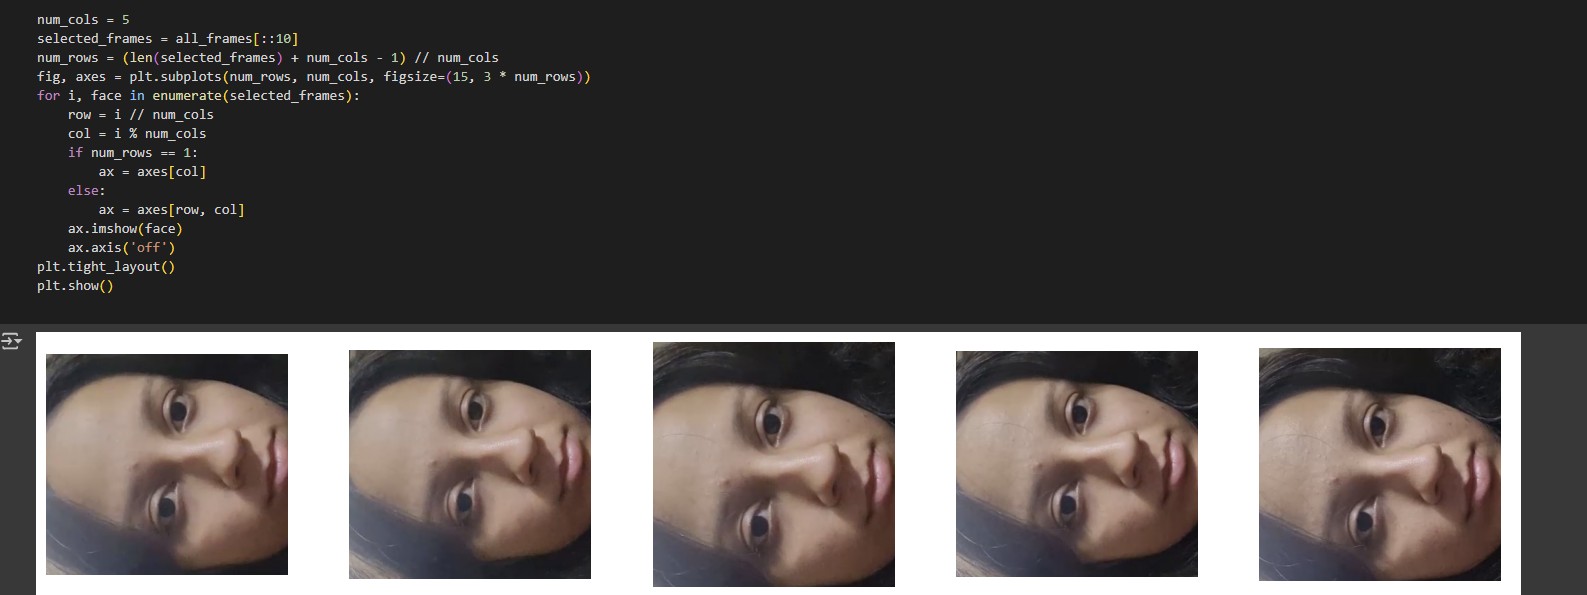 num_cols = 5
selected_frames = all_frames[::10]
num_rows = (len(selected_frames) + num_cols - 1) // num_cols
fig, axes = plt.subplots(num_rows, num_cols, figsize=(15, 3 * num_rows))
for i, face in enumerate(selected_frames):
    row = i // num_cols
    col = i % num_cols
    if num_rows == 1:
        ax = axes[col]
    else:
        ax = axes[row, col]
    ax.imshow(face)
    ax.axis('off')
plt.tight_layout()
plt.show()